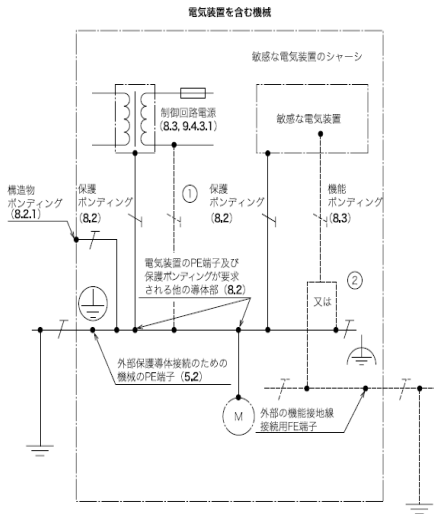 電気装置を含む機械
敏感な電気装置のシャーシ
制御回路電源
(8.3, 9.4.3.1)
敏感な電気装置
構造物
ボンディング
(8.2.1)
保護
ボンディング
(8.2)
①
保護
ボンディング
(8.2)
機能
ボンディング
(8.3)
電気装置のPE端子及び
保護ボンディングが要求
される他の導体部 (8.2)
②
又は
外部保護導体接続のための
機械のPE端子 (5.2)
M
外部の機能接地線
接続用FE端子